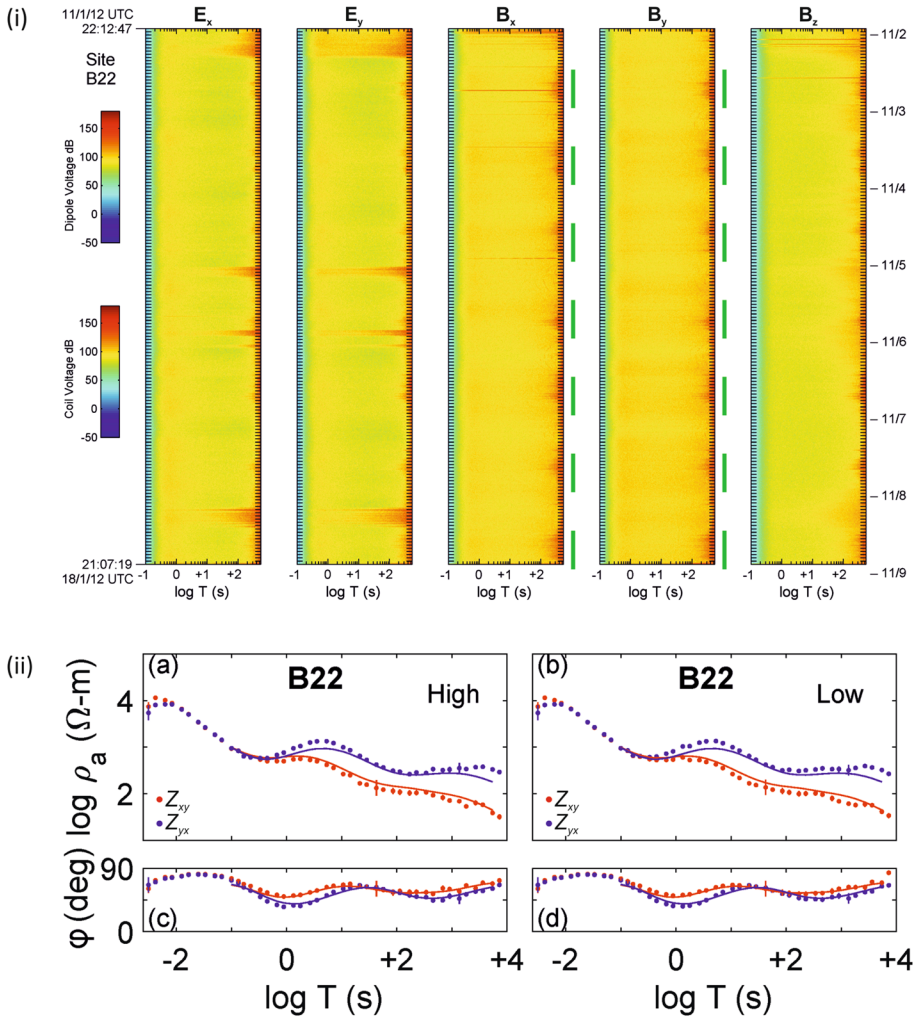 (i)
11/1/12 UTC
22:12:47
Ex Ey Bx By Bz
Site
B22
Dipole Voltage dB
150
100
50
0
-50
Coil Voltage dB
150
100
50
0
-50
11/2
11/3
11/4
11/5
11/6
11/7
11/8
11/9
21:07:19
18/1/12 UTC
-1 0 +1 +2
-1 0 +1 +2
-1 0 +1 +2
-1 0 +1 +2
-1 0 +1 +2
log T (s) log T (s) log T (s) log T (s) log T (s)
(ii)
(a) B22 High
(b) B22 Low
log ρa (Ω-m)
4
2
Zxy
Zyx
Zxy
Zyx
φ (deg)
90
0
(c)
(d)
-2 0 +2 +4
-2 0 +2 +4
log T (s) log T (s)